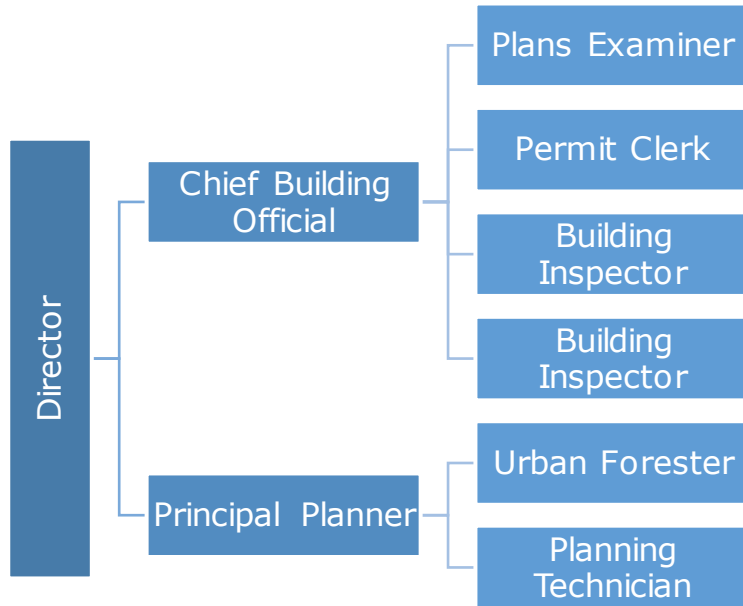 Director
Chief Building
Official
Plans Examiner
Permit Clerk
Building
Inspector
Building
Inspector
Principal Planner
Urban Forester
Planning
Technician